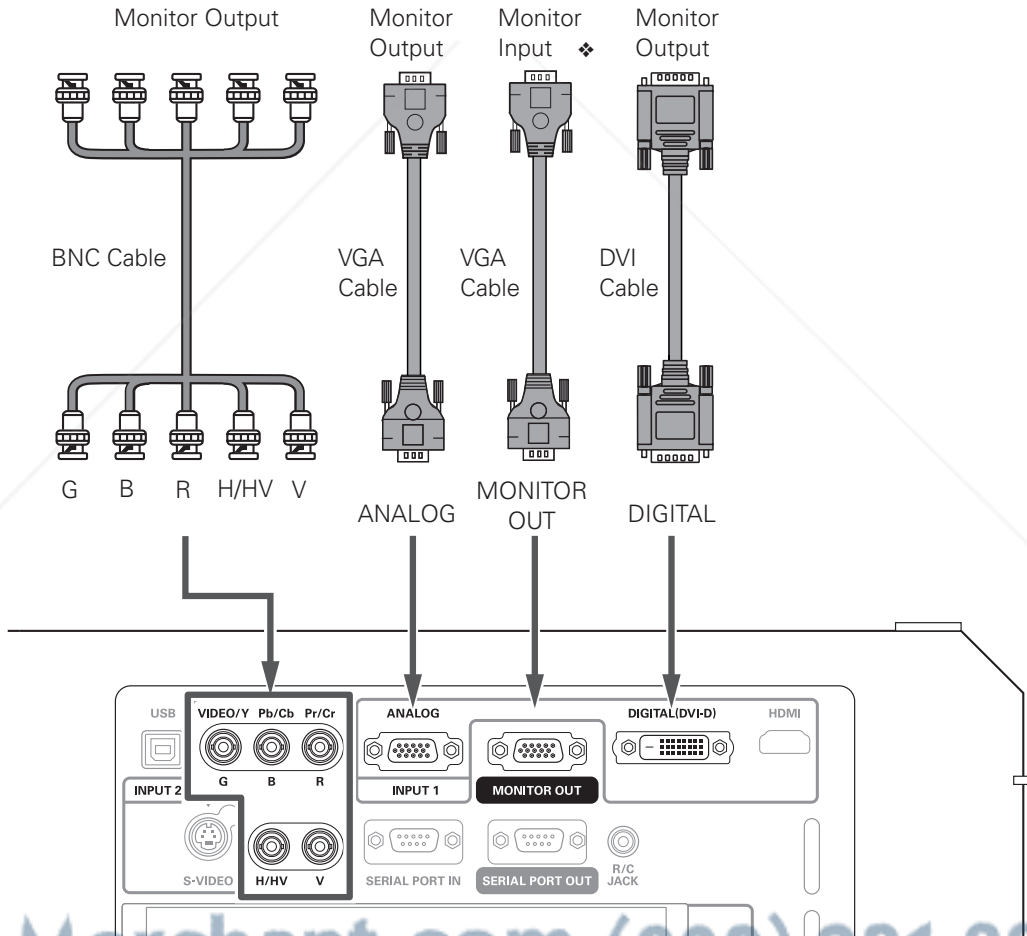 Monitor Output
Monitor
Output
Monitor
Input ❖
Monitor
Output
BNC Cable
VGA
Cable
VGA
Cable
DVI
Cable
G B R H/HV V
ANALOG
MONITOR
OUT
DIGITAL
USB
VIDEO/Y Pb/Cb Pr/Cr
ANALOG
DIGITAL(DVI-D)
HDMI
G B R
INPUT 2
INPUT 1
MONITOR OUT
S-VIDEO
H/HV V
SERIAL PORT IN
SERIAL PORT OUT
R/C
JACK